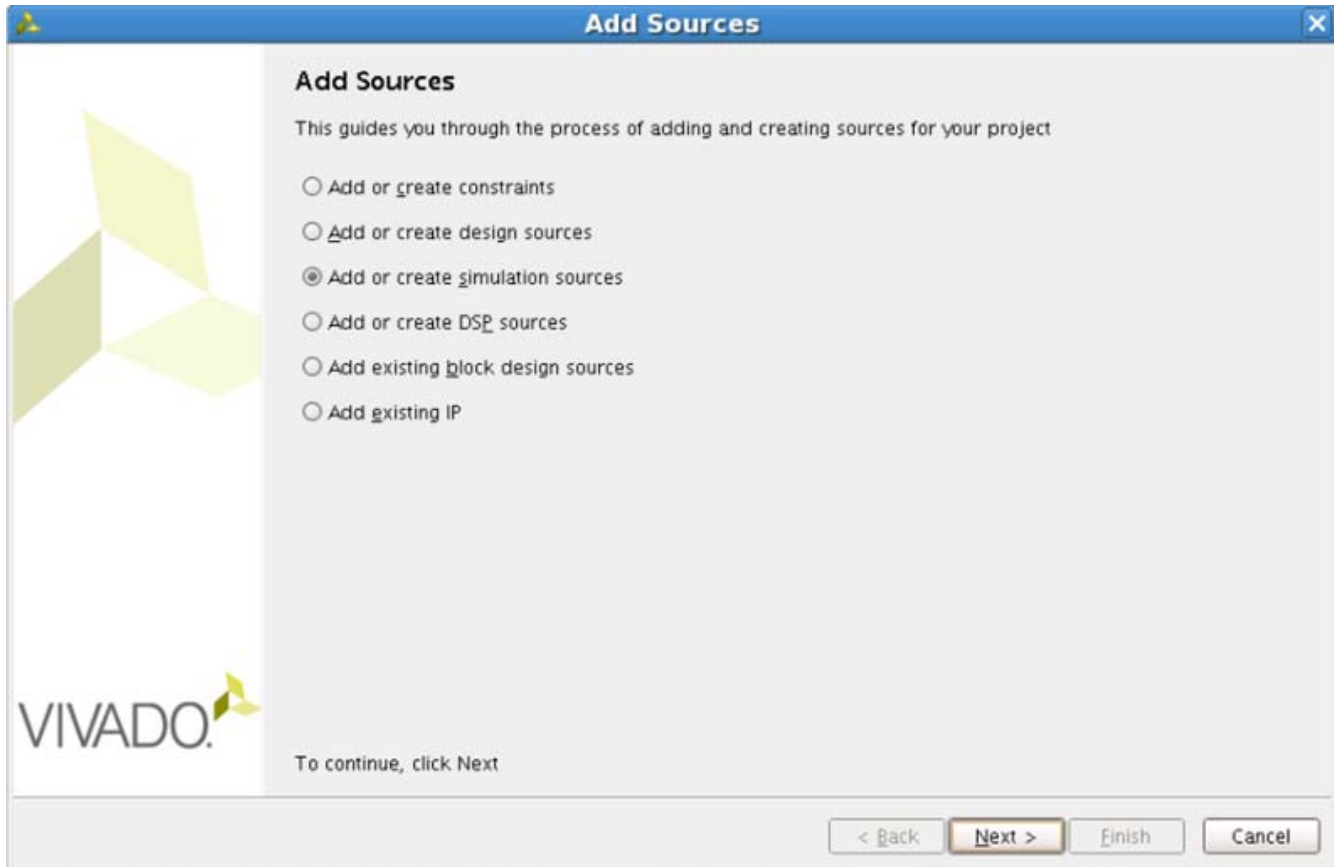 Add Sources
Add Sources
This guides you through the process of adding and creating sources for your project
Add or create constraints
Add or create design sources
Add or create simulation sources
Add or create DSP sources
Add existing block design sources
Add existing IP
VIVADO.
To continue, click Next
< Back Next > Finish Cancel